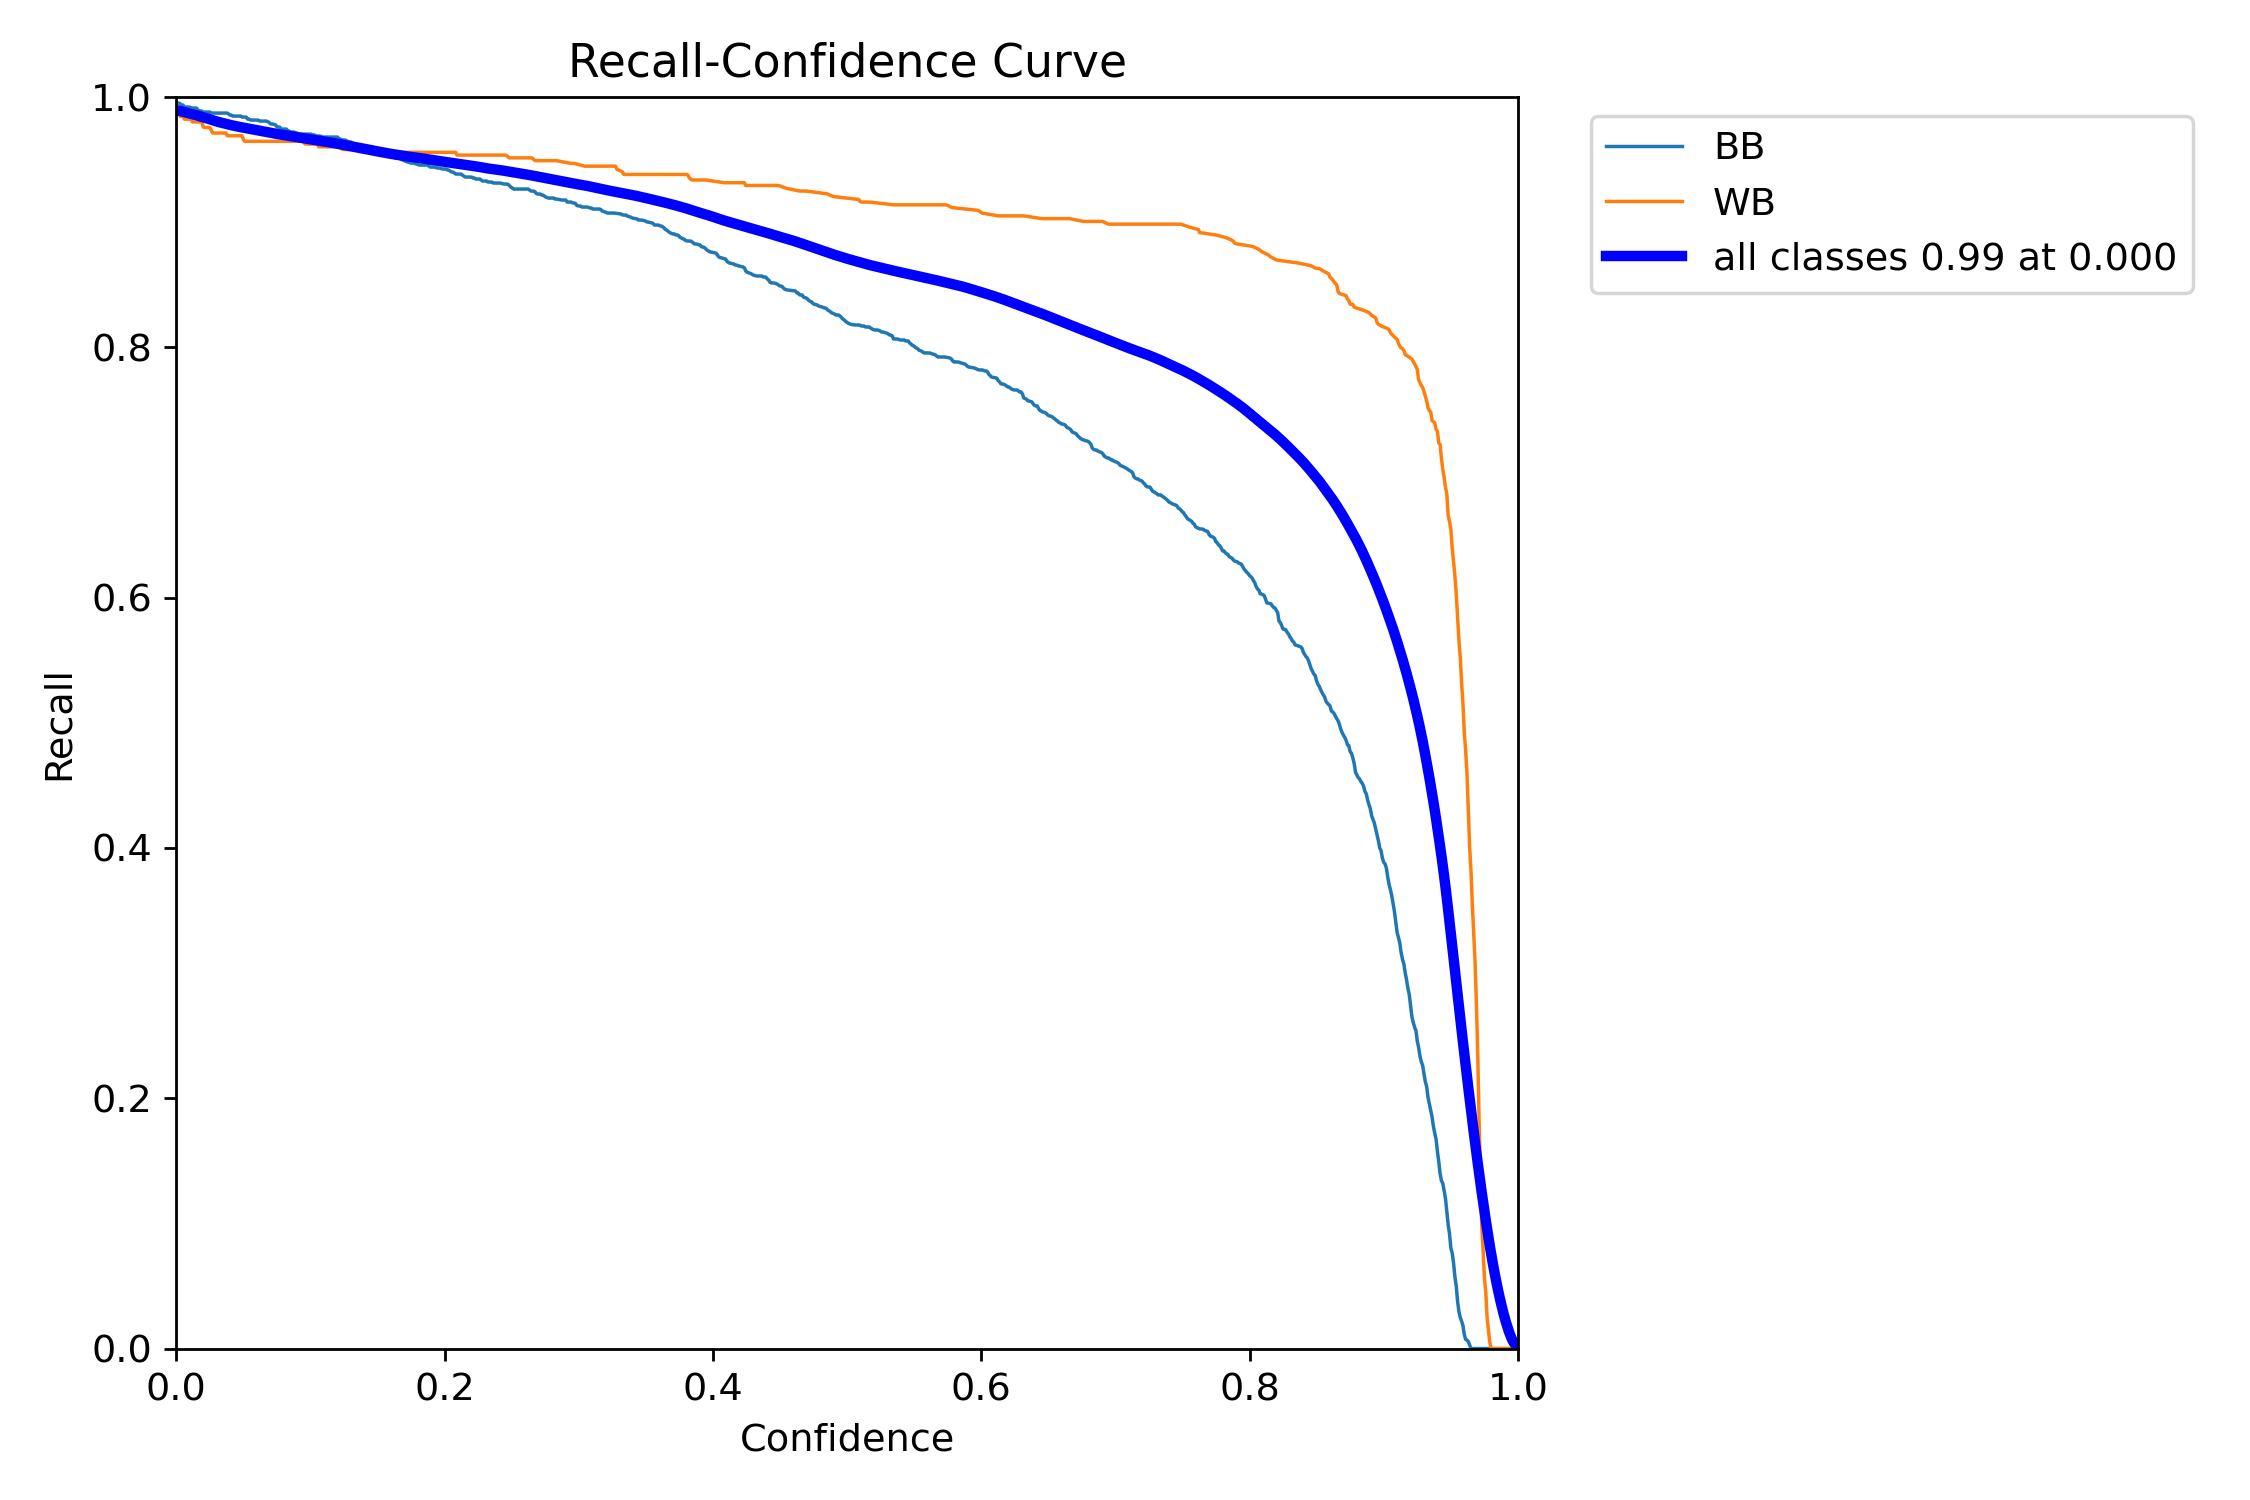 Recall-Confidence Curve
1.0
0.8
0.6
0.4
0.2
0.0
Recall
0.0 0.2 0.4 0.6 0.8 1.0
Confidence
BB
WB
all classes 0.99 at 0.000